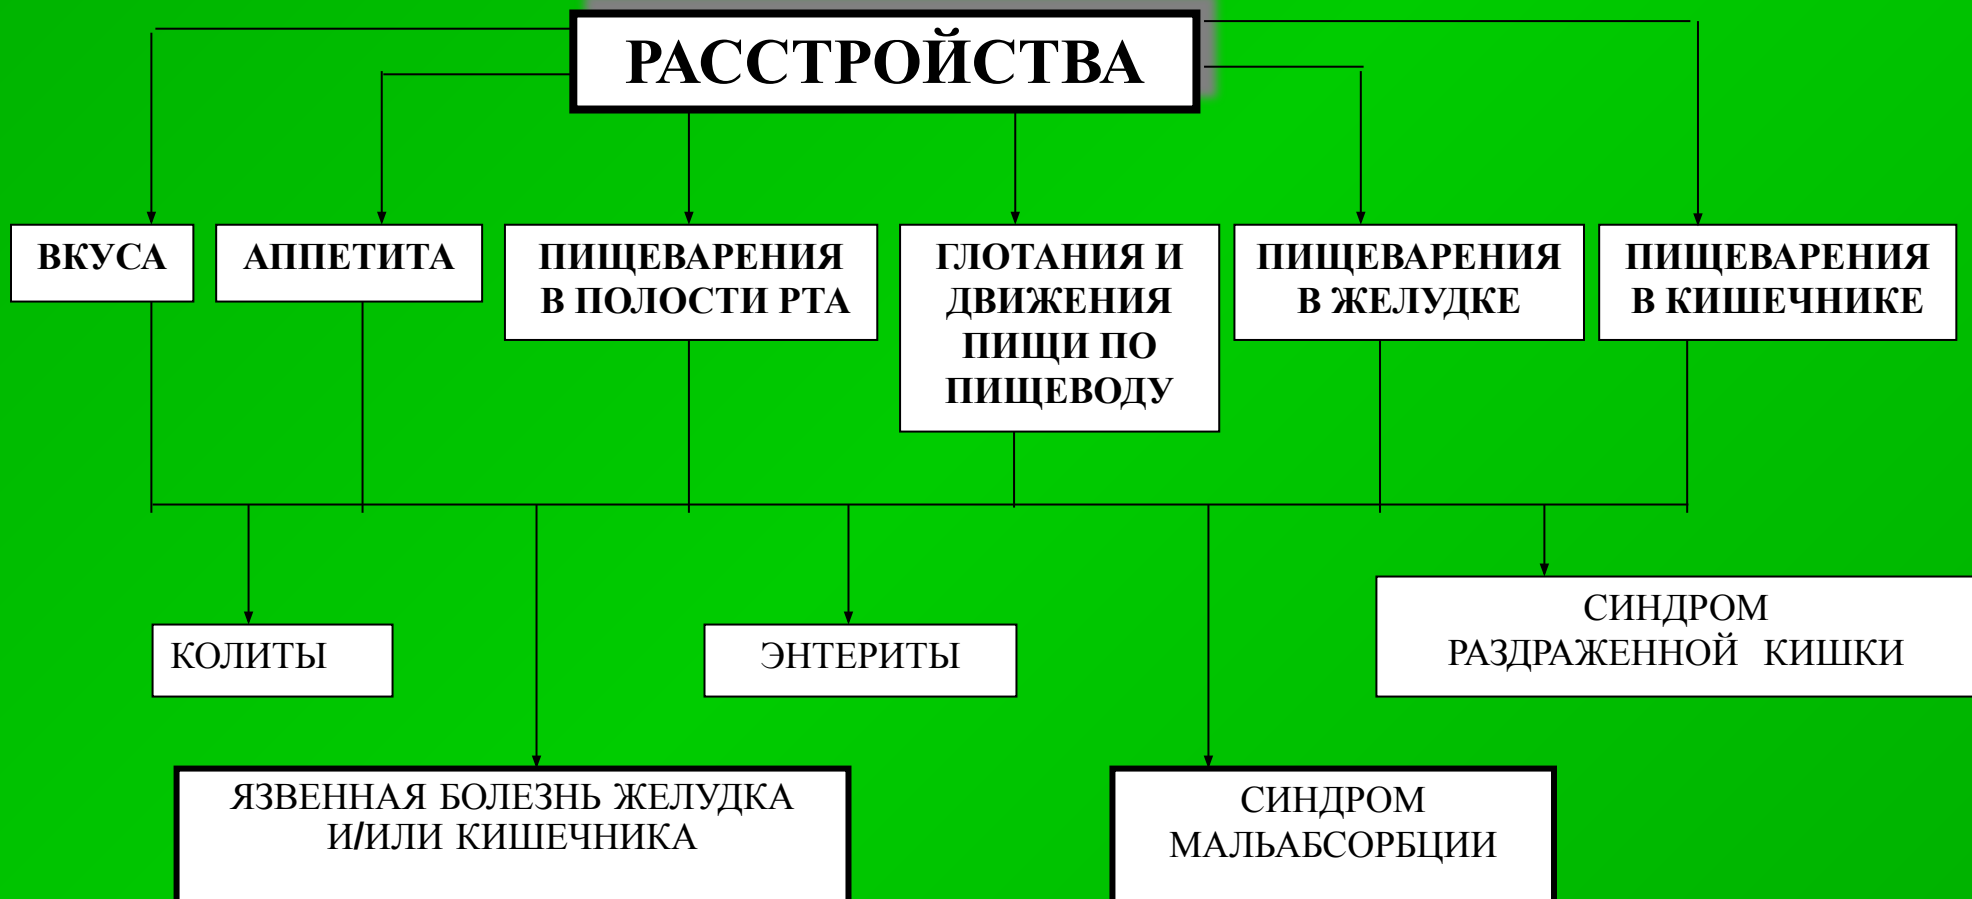 РАССТРОЙСТВА
ВКУСА
АППЕТИТА
ПИЩЕВАРЕНИЯ
В ПОЛОСТИ РТА
ГЛОТАНИЯ И
ДВИЖЕНИЯ
ПИЩИ ПО
ПИЩЕВОДУ
ПИЩЕВАРЕНИЯ
В ЖЕЛУДКЕ
ПИЩЕВАРЕНИЯ
В КИШЕЧНИКЕ
КОЛИТЫ
ЭНТЕРИТЫ
СИНДРОМ
РАЗДРАЖЕННОЙ КИШКИ
ЯЗВЕННАЯ БОЛЕЗНЬ ЖЕЛУДКА
И/ИЛИ КИШЕЧНИКА
СИНДРОМ
МАЛЬАБСОРБЦИИ